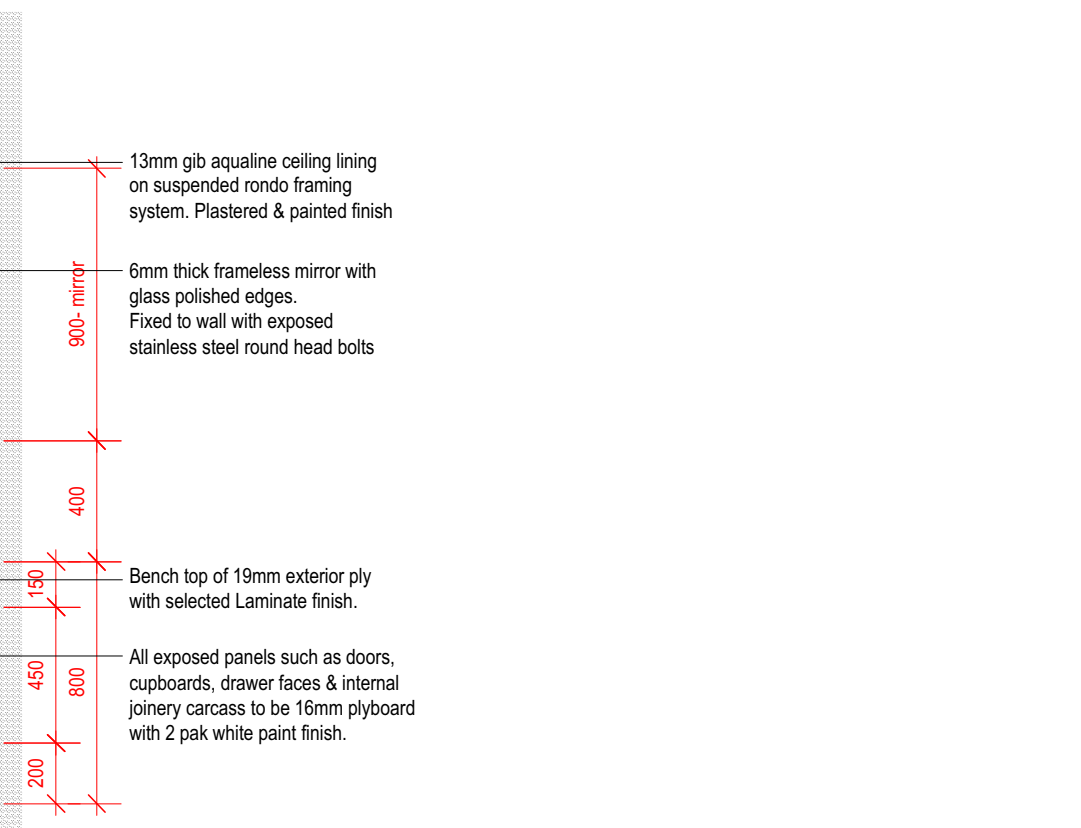 13mm gib aqualine ceiling lining
on suspended rondo framing
system. Plastered & painted finish
900- mirror
6mm thick frameless mirror with
glass polished edges.
Fixed to wall with exposed
stainless steel round head bolts
400
150
Bench top of 19mm exterior ply
with selected Laminate finish.
450
800
All exposed panels such as doors,
cupboards, drawer faces & internal
joinery carcass to be 16mm plyboard
with 2 pak white paint finish.
200